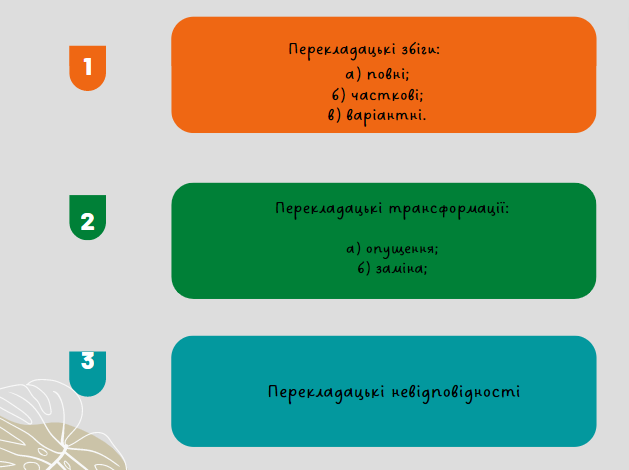 1
Перекладацькі збіги:
а) повні;
б) часткові;
в) варіантні.
2
Перекладацькі трансформації:
а) опущення;
б) заміна;
3
Перекладацькі невідповідності